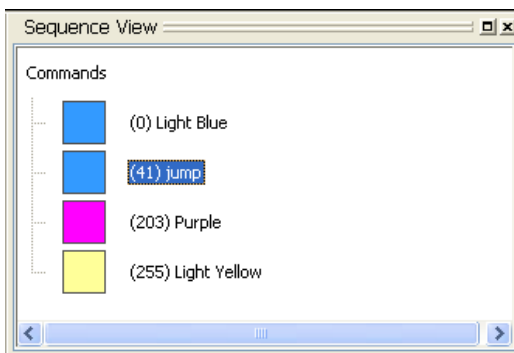 Sequence View
Commands
(0) Light Blue
(41) jump
(203) Purple
(255) Light Yellow